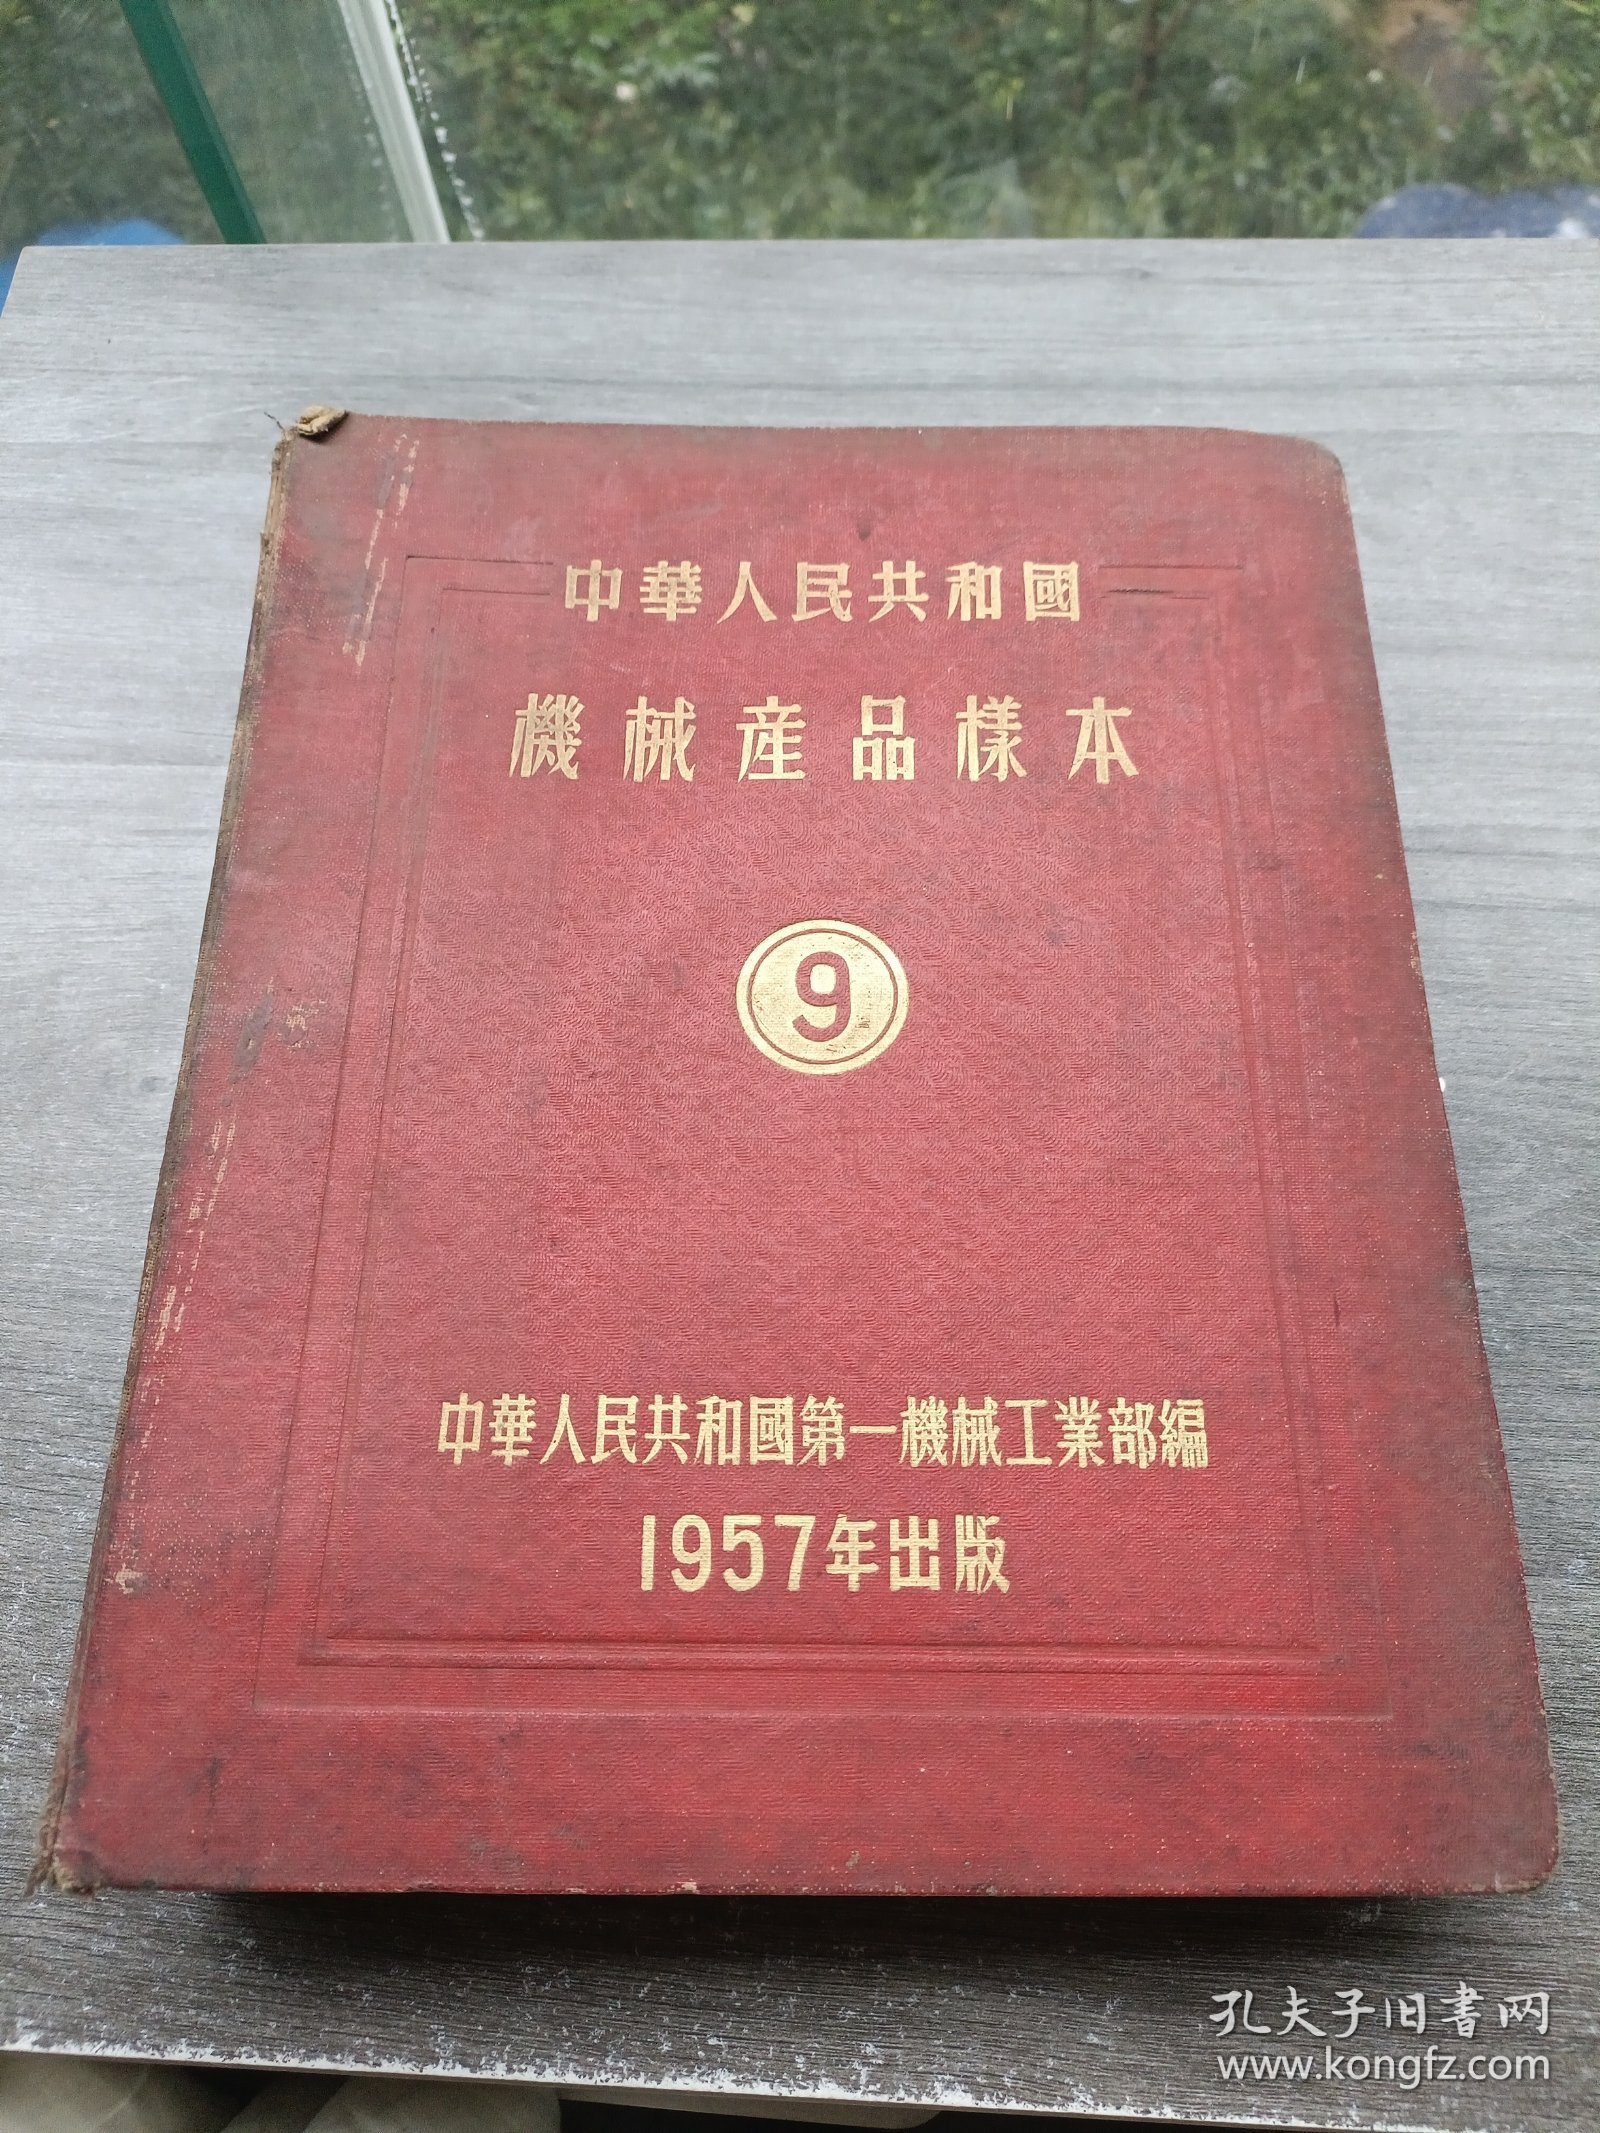 中華人民共和國
機械産品樣本
9
中華人民共和國第一機械工業部編
1957年出版
孔夫子旧書网
www.kongfz.com